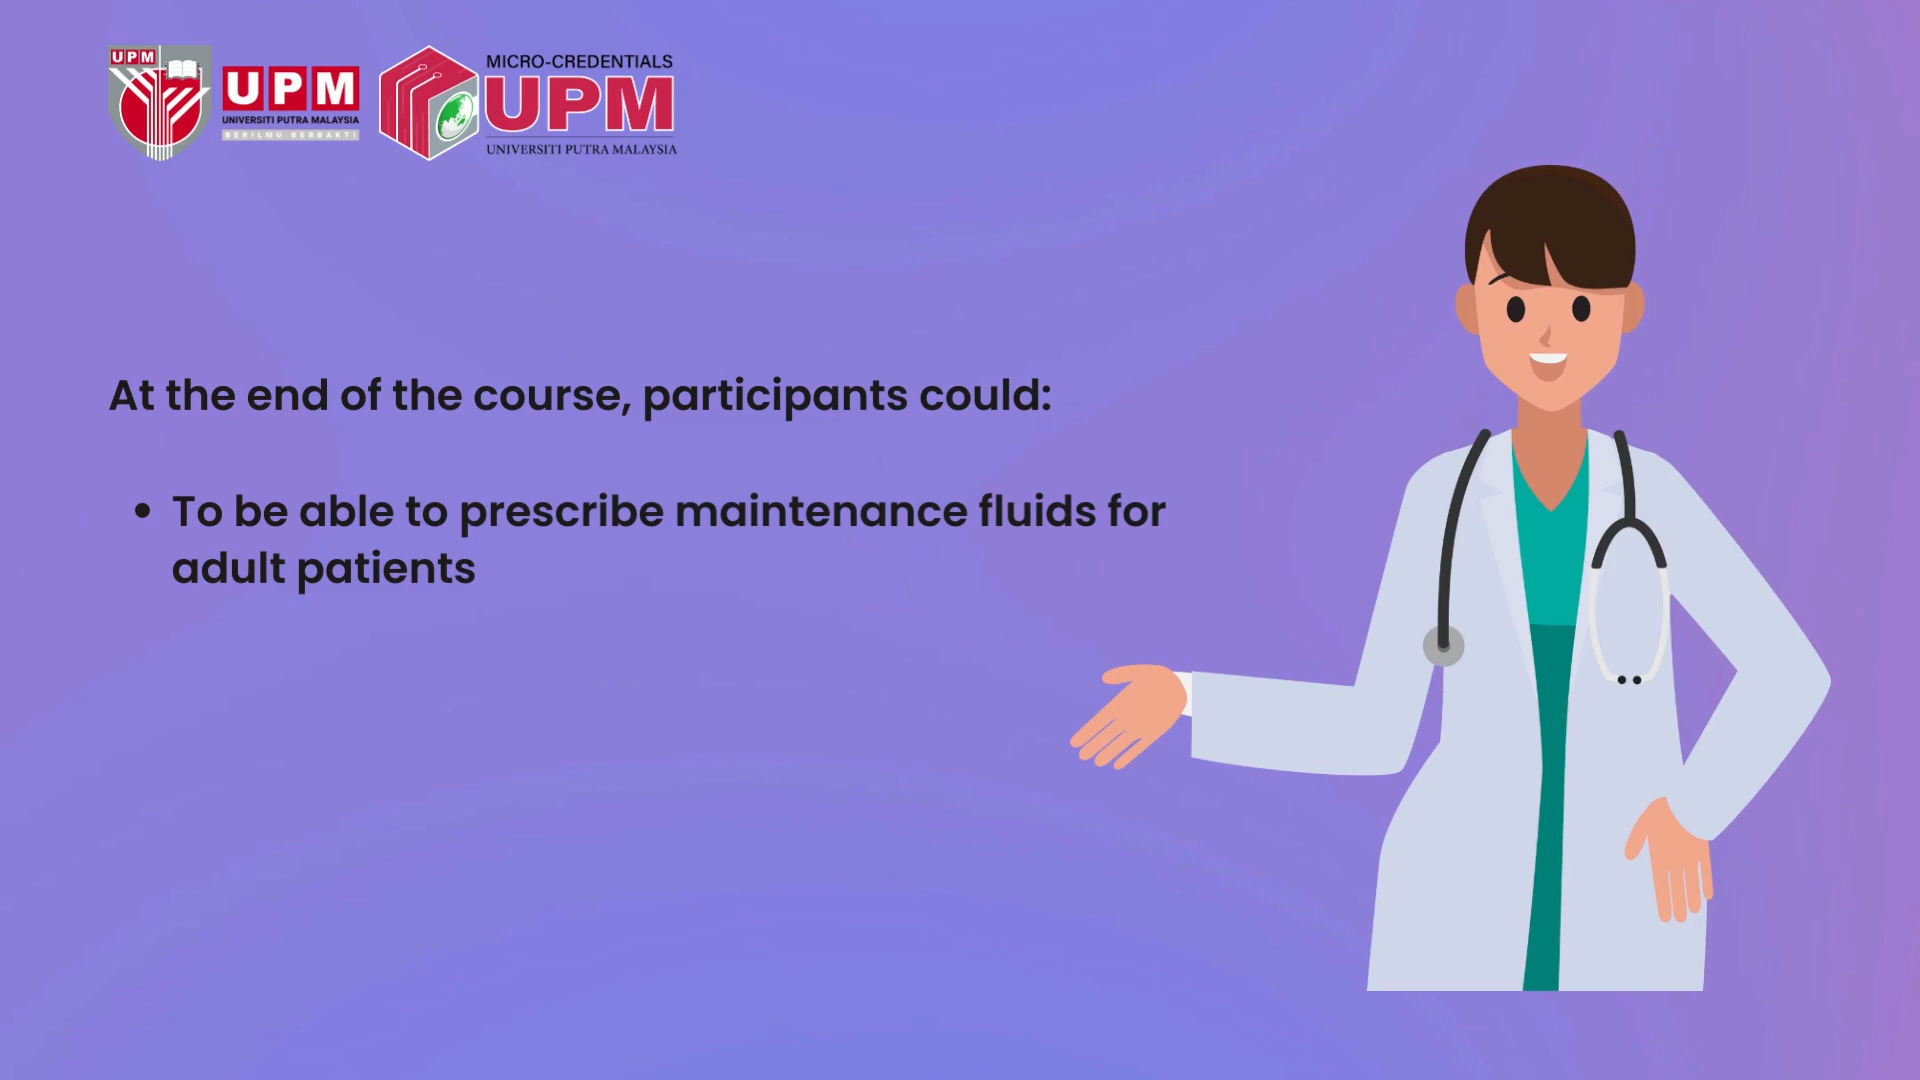 UPM
UPM
UNIVERSITI PUTRA MALAYSIA
BERILMU BERBAKTI
MICRO-CREDENTIALS
UPM
UNIVERSITI PUTRA MALAYSIA
At the end of the course, participants could:
• To be able to prescribe maintenance fluids for
adult patients